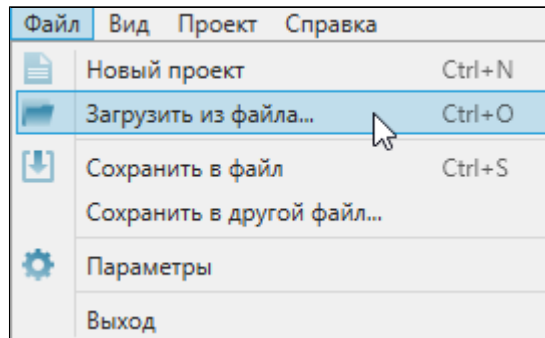 Файл Вид Проект Справка
Новый проект Ctrl+N
Загрузить из файла... Ctrl+O
Сохранить в файл Ctrl+S
Сохранить в другой файл...
Параметры
Выход